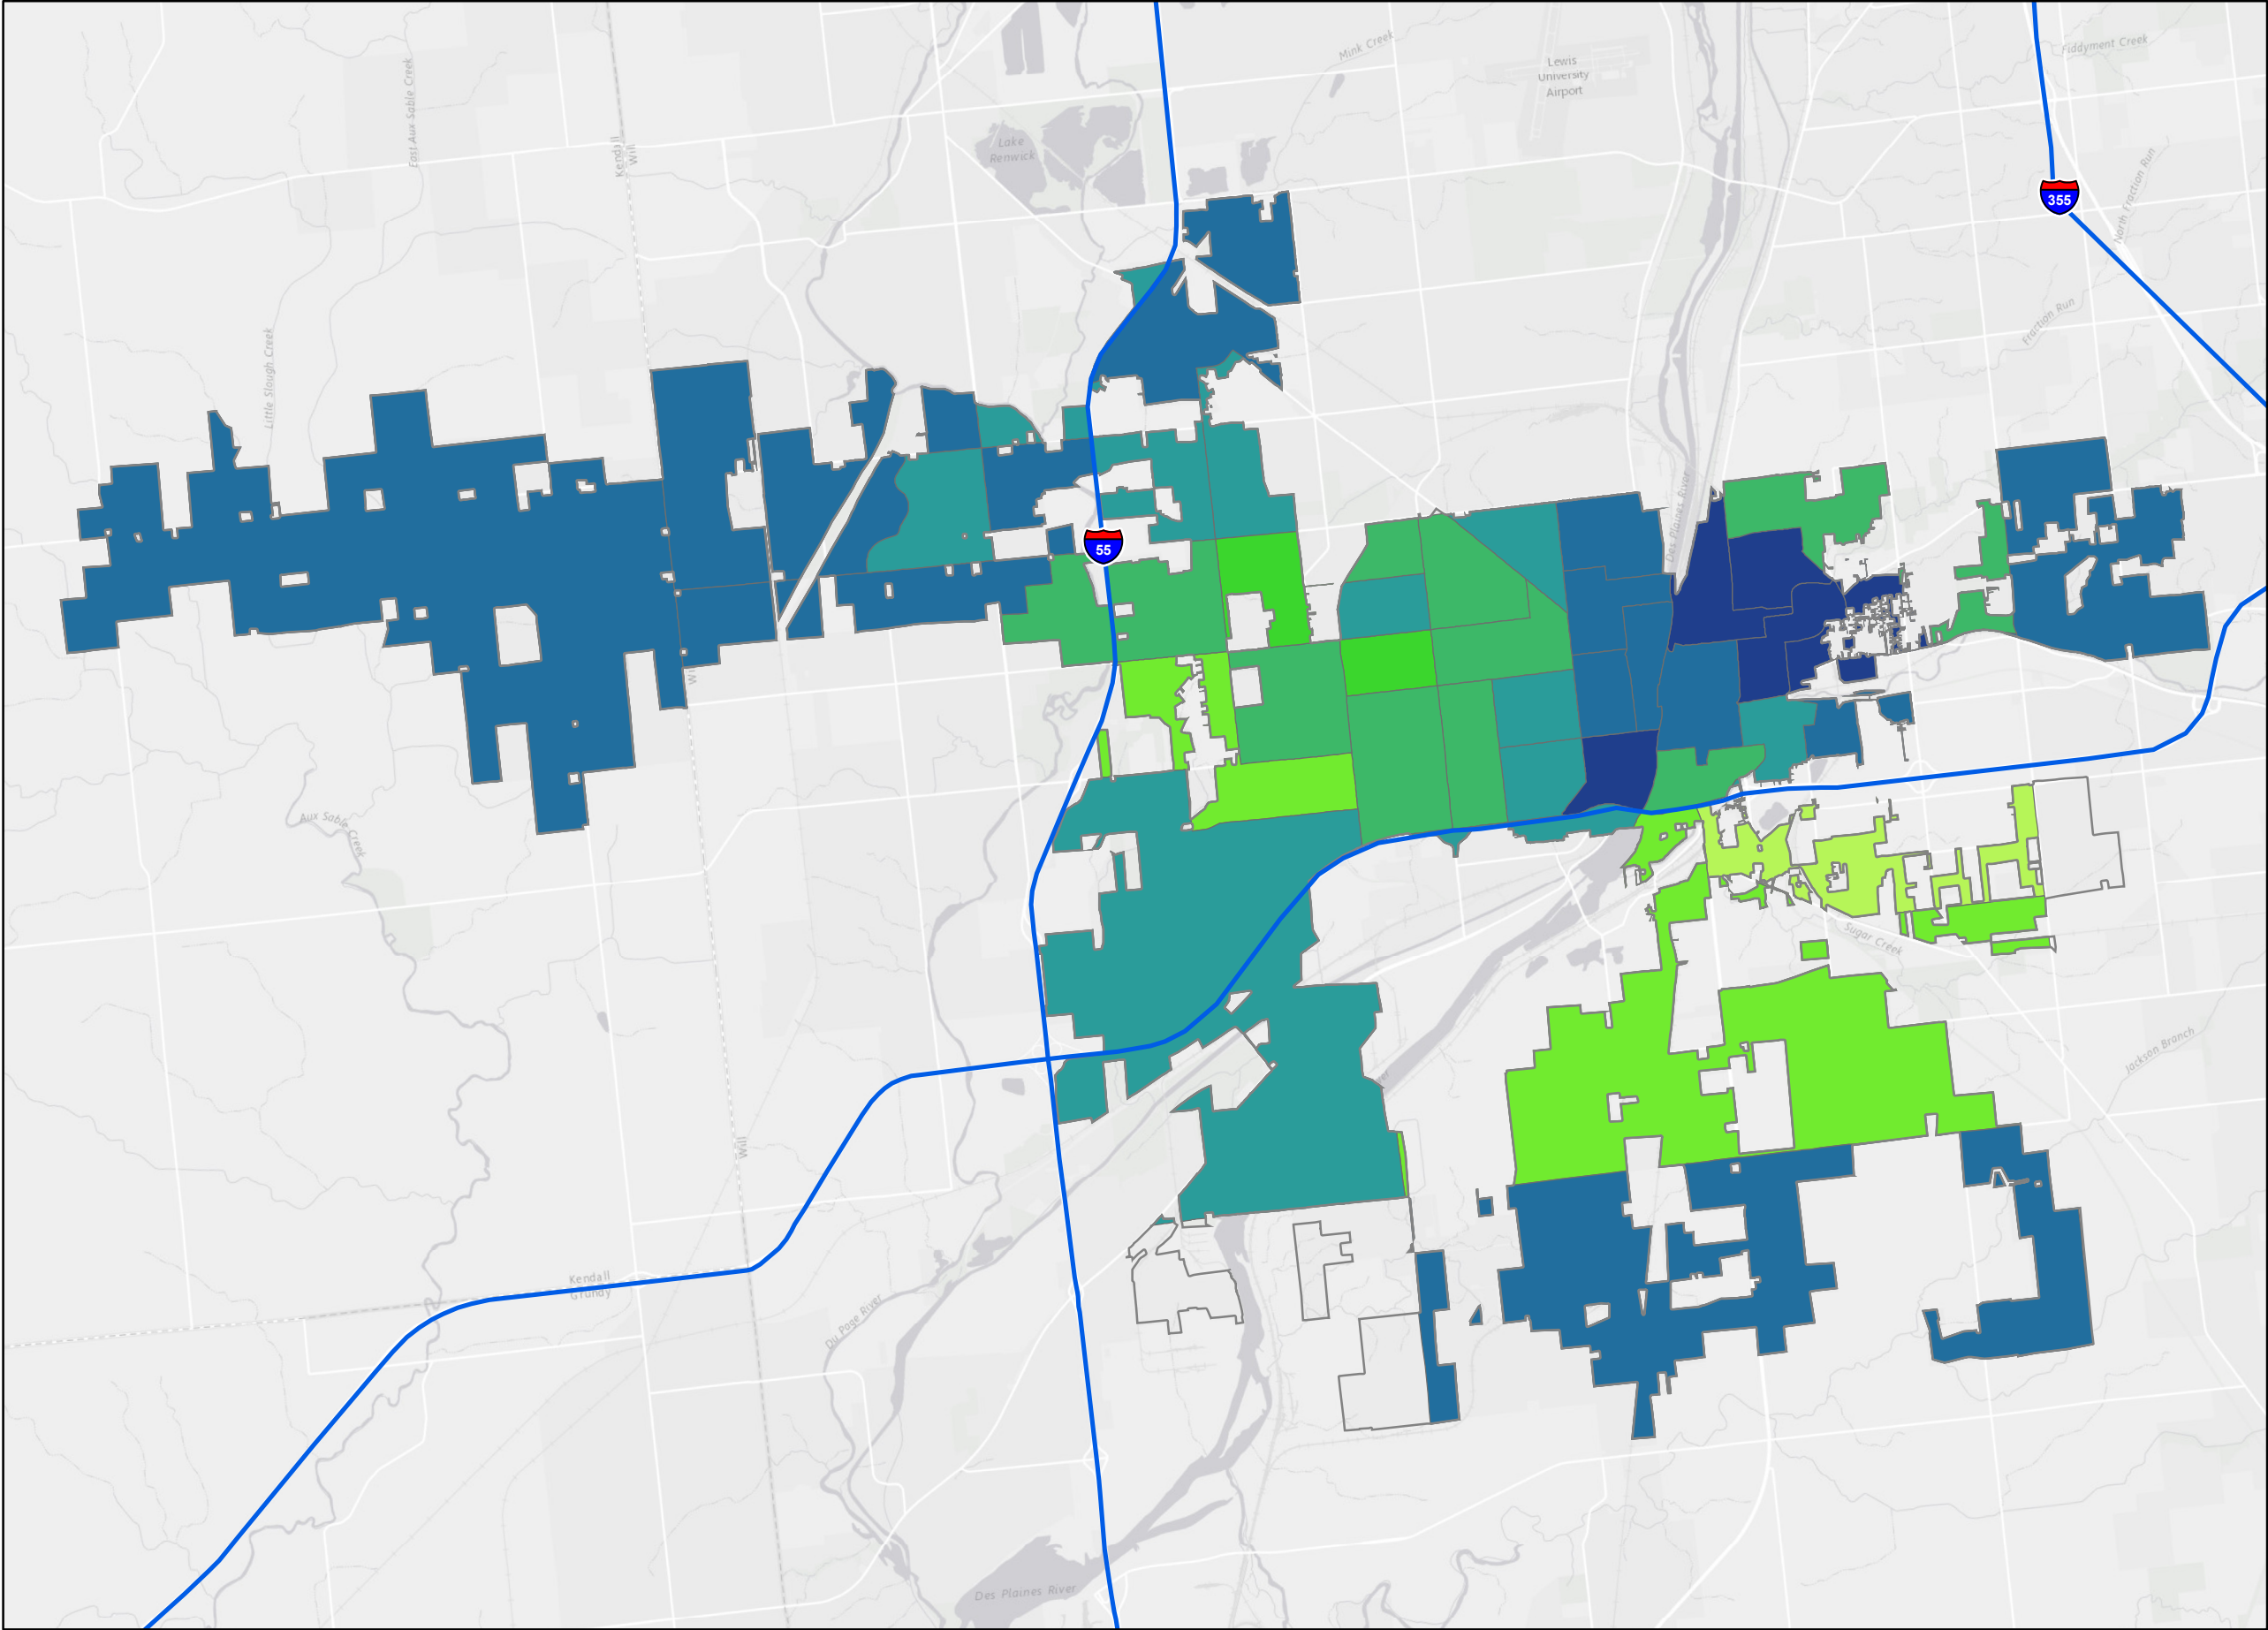 Mink Creek
Lewis
University
Airport
Fiddyment Creek
East Aux Sable Creek
Kendall
Will
Lake
Renwick
North Fraction Run
355
Fraction Run
Little Slough Creek
Des Plaines River
55
Will
Aux Sable Creek
Sugar Creek
Jackson Branch
Will
Kendall
Grundy
Du Page River
Des Plaines River